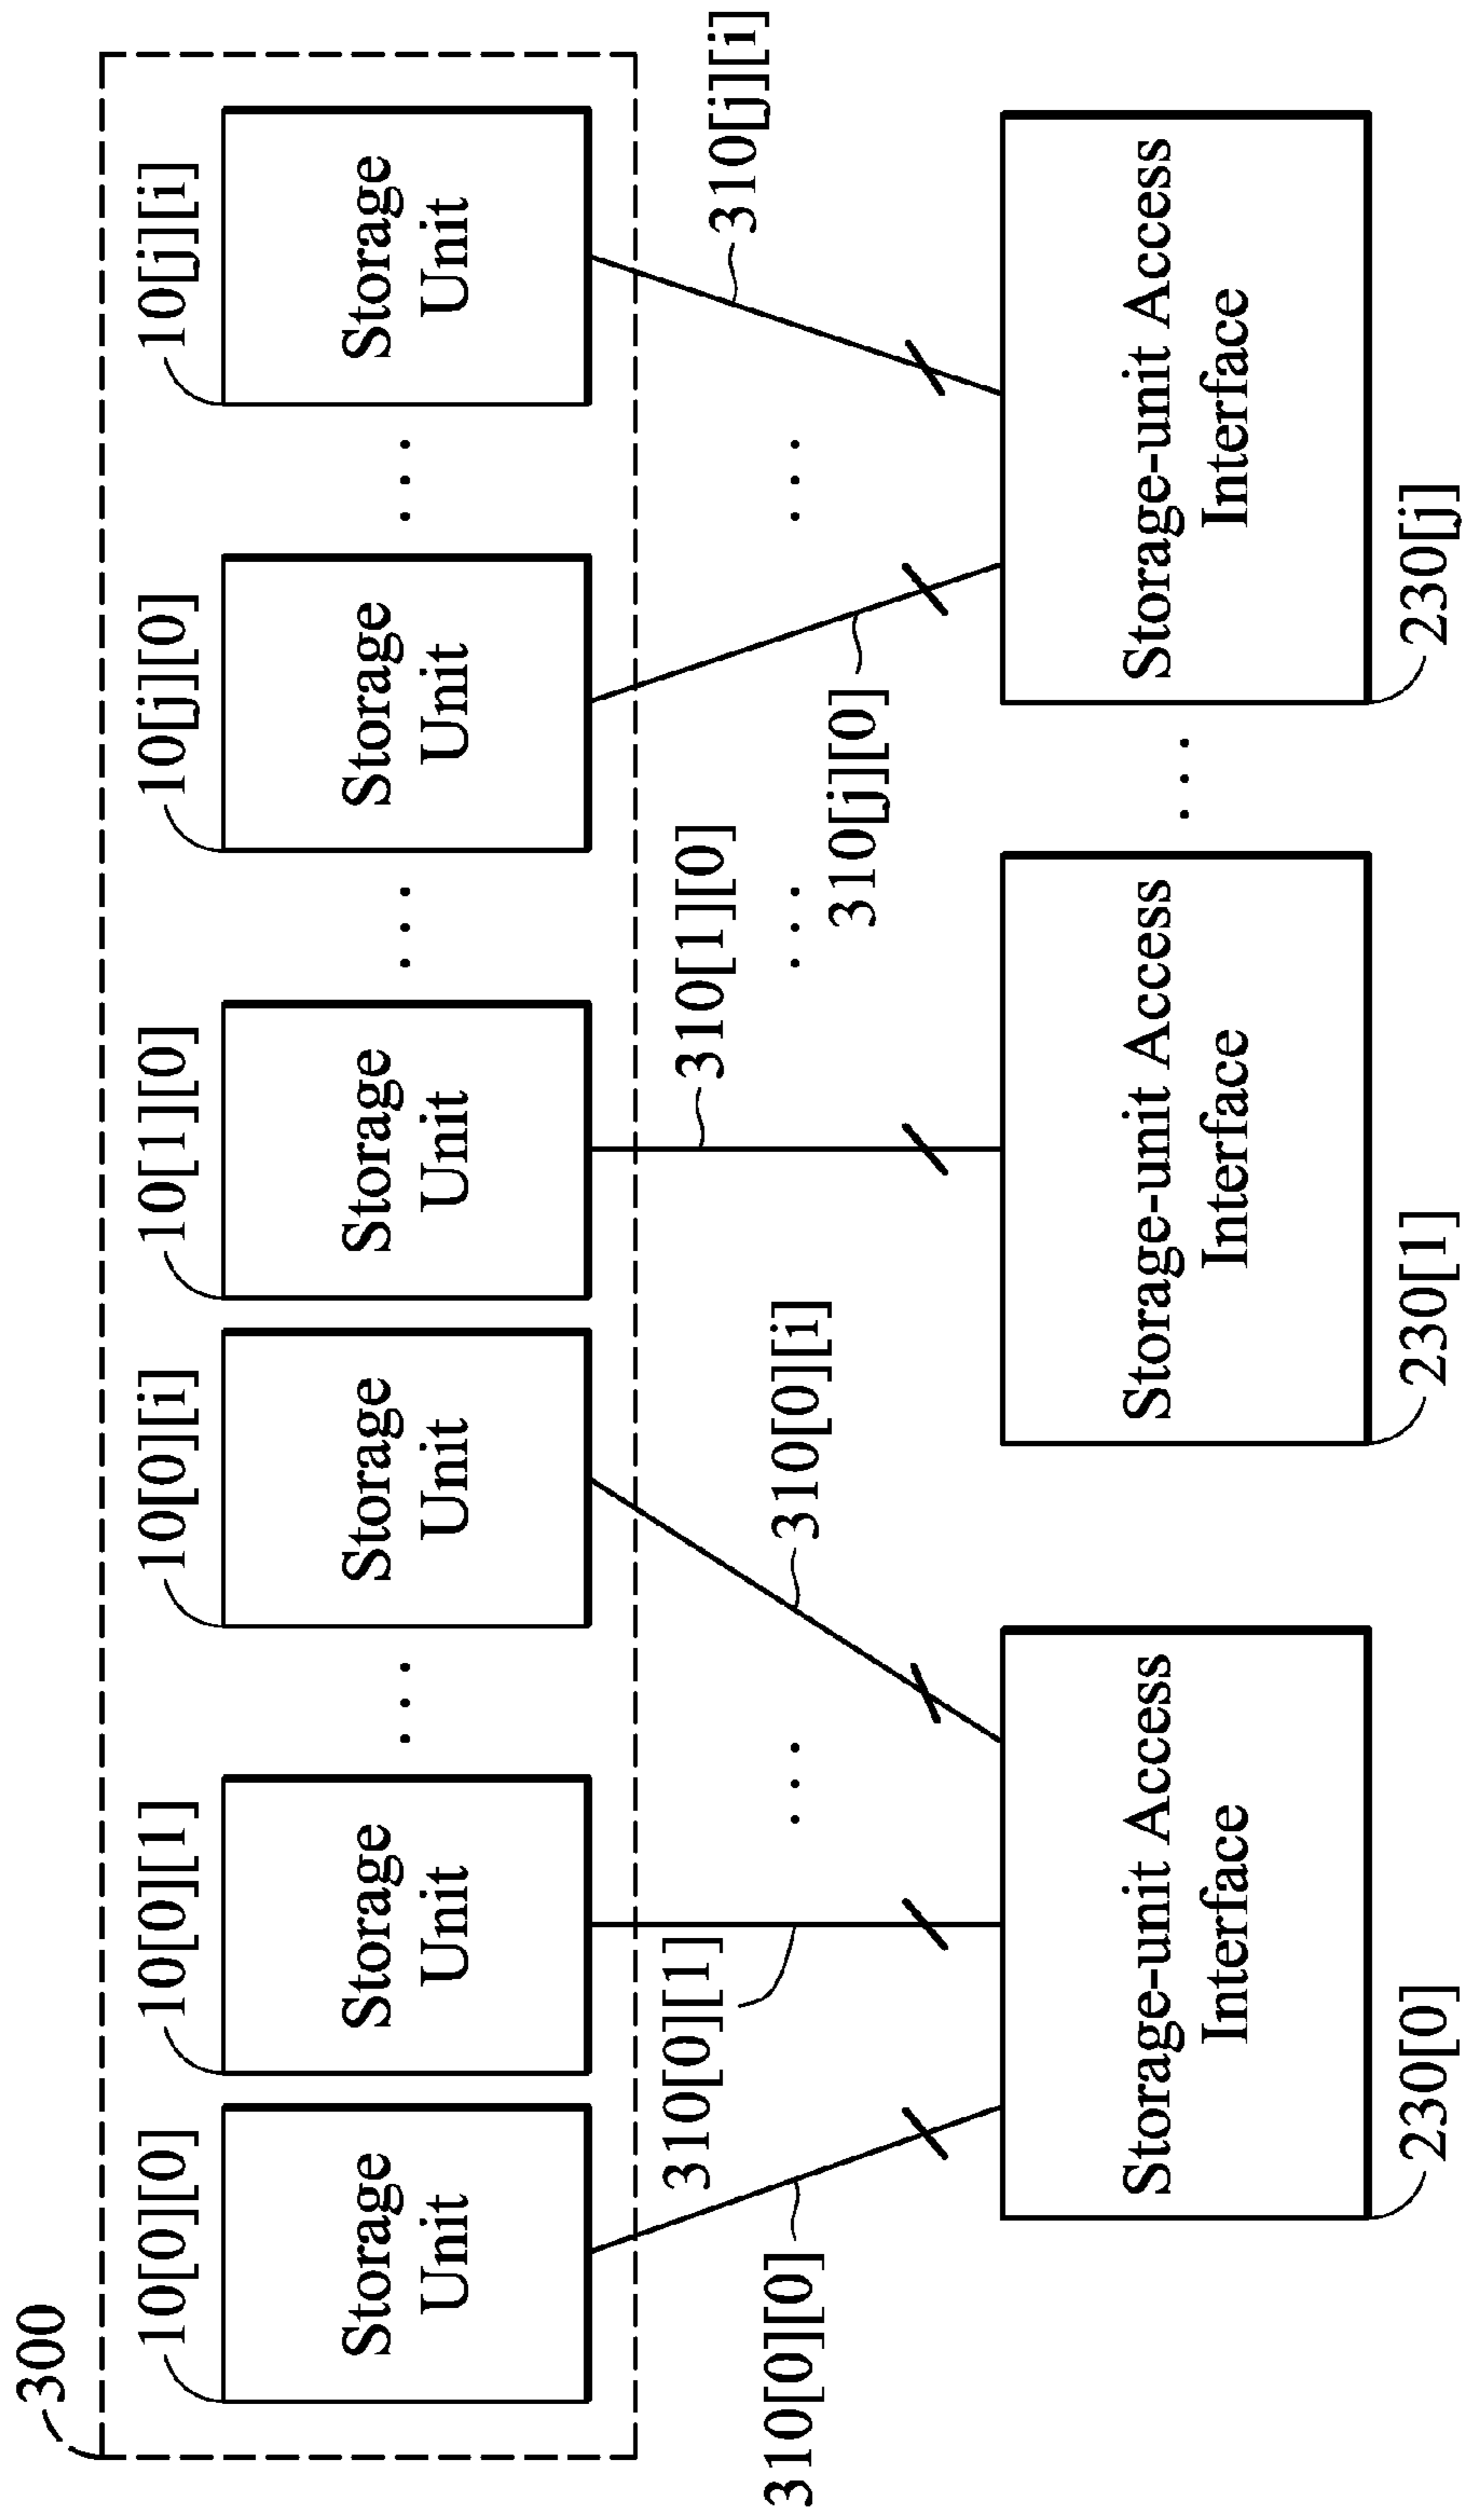 300
10[0][0]
10[0][1]
10[0][i]
10[1][0]
10[j][0]
10[j][i]
Storage
Unit
Storage
Unit
Storage
Unit
Storage
Unit
Storage
Unit
Storage
Unit
310[0][0]
310[0][1]
310[0][i]
310[1][0]
310[j][0]
310[j][i]
Storage-unit Access
Interface
Storage-unit Access
Interface
Storage-unit Access
Interface
230[0]
230[1]
230[j]